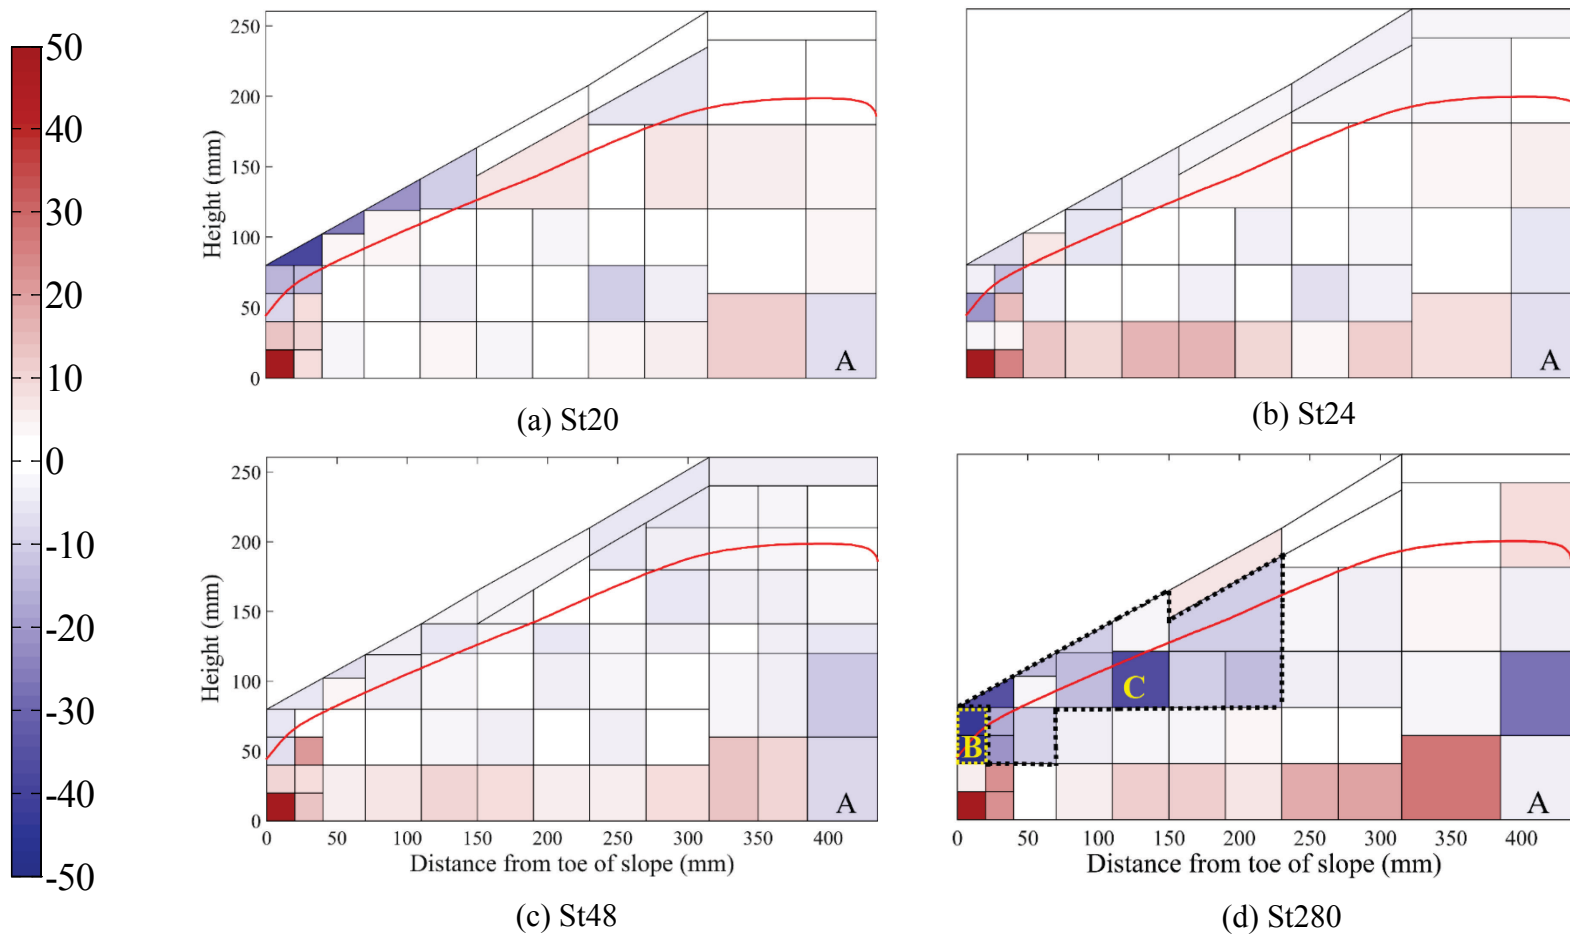 50
40
30
20
10
0
-10
-20
-30
-40
-50
Height (mm)
250
200
150
100
50
0
A
(a) St20
A
(b) St24
Height (mm)
250
200
150
100
50
0
A
0 50 100 150 200 250 300 350 400
Distance from toe of slope (mm)
(c) St48
C
B
A
0 50 100 150 200 250 300 350 400
Distance from toe of slope (mm)
(d) St280